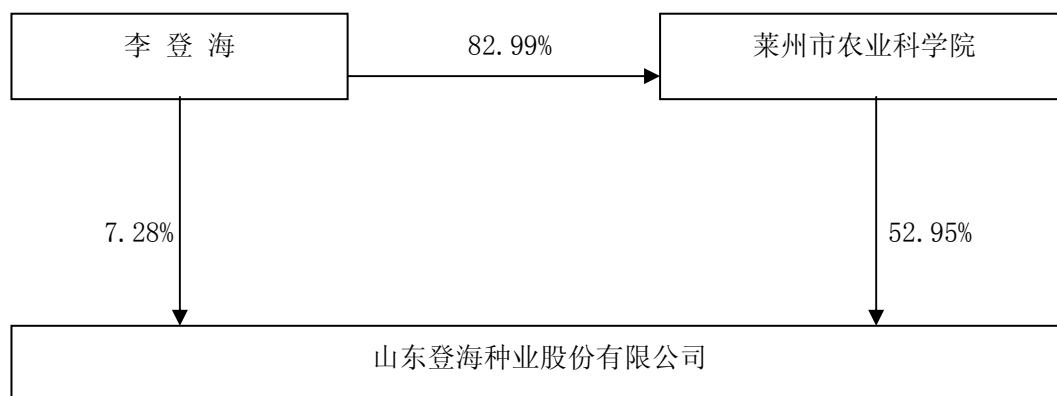 李 登 海
82.99%
莱州市农业科学院
7.28%
52.95%
山东登海种业股份有限公司